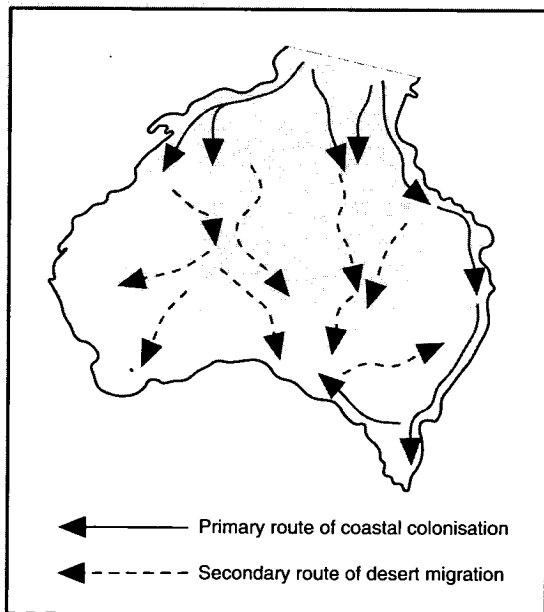 Primary route of coastal colonisation
Secondary route of desert migration